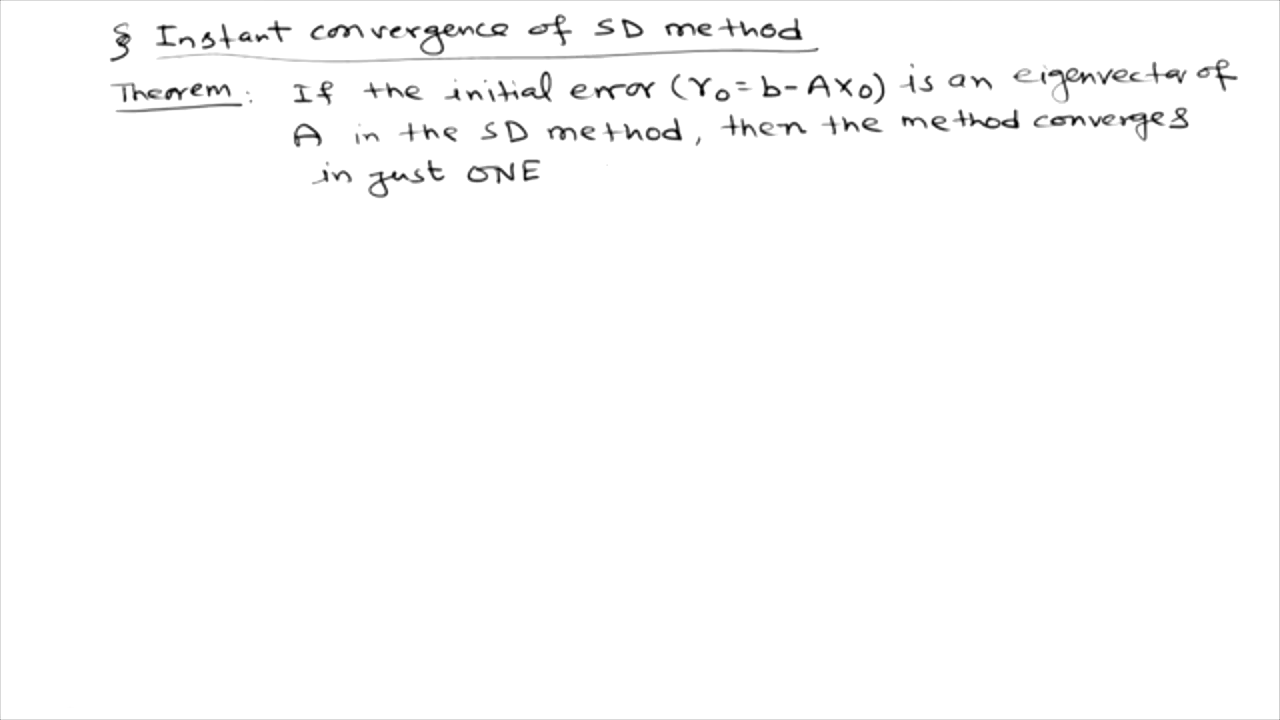 § Instant convergence of SD method
Theorem: If the initial error (r₀ = b - Ax₀) is an eigenvector of
A in the SD method, then the method converges
in just ONE